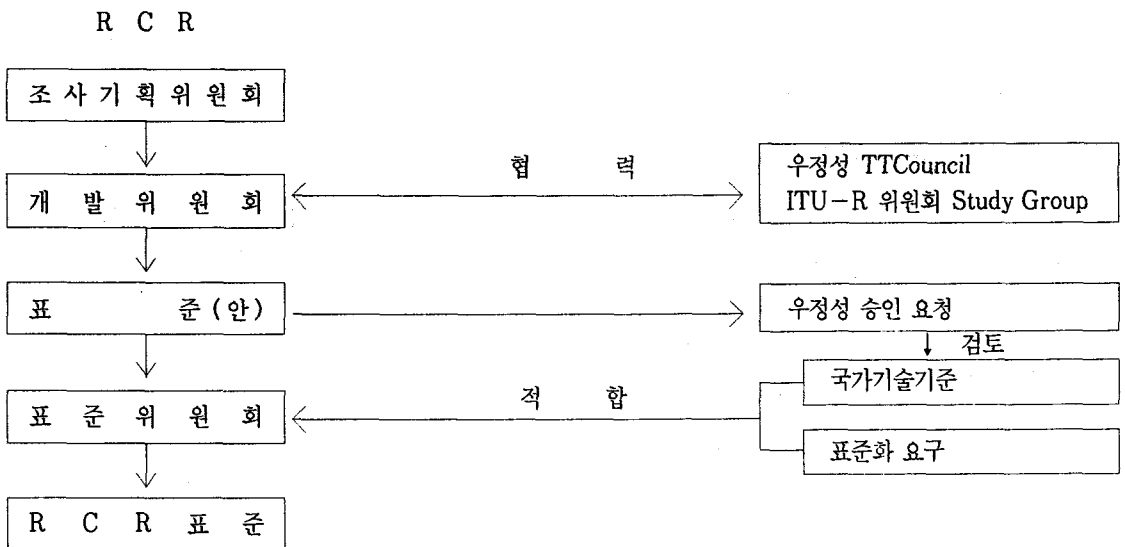 R C R
조사기획위원회
개발위원회
협 력
우정성 TTCouncil
ITU-R 위원회 Study Group
표 준(안)
우정성 승인 요청
검토
국가기술기준
표준위원회
적 합
표준화 요구
R C R 표 준